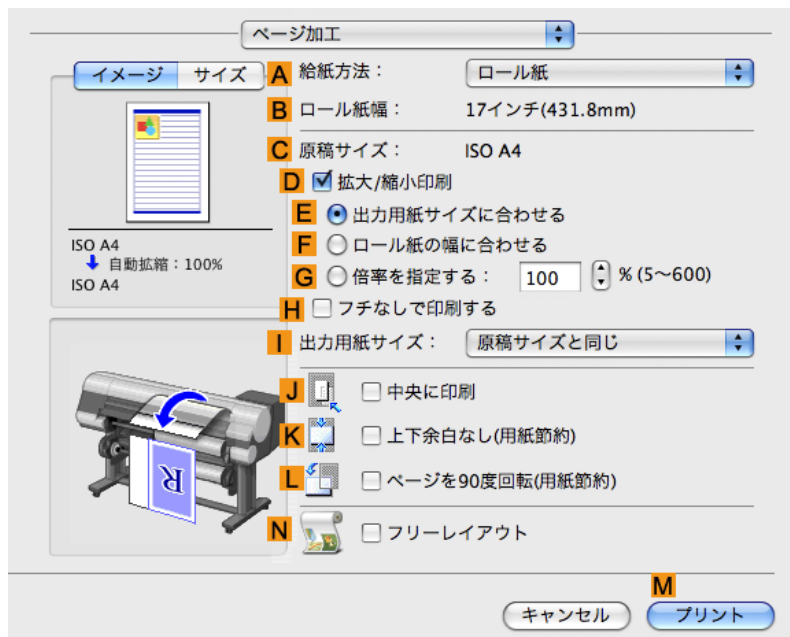 ページ加工
イメージ サイズ
A 給紙方法： ロール紙
B ロール紙幅： 17インチ(431.8mm)
C 原稿サイズ： ISO A4
D 拡大/縮小印刷
E 出力用紙サイズに合わせる
F ロール紙の幅に合わせる
ISO A4
自動拡縮：100%
ISO A4
G 倍率を指定する： 100 % (5～600)
H フチなしで印刷する
I 出力用紙サイズ： 原稿サイズと同じ
J 中央に印刷
K 上下余白なし(用紙節約)
L ページを90度回転(用紙節約)
R
N フリーレイアウト
M
キャンセル プリント